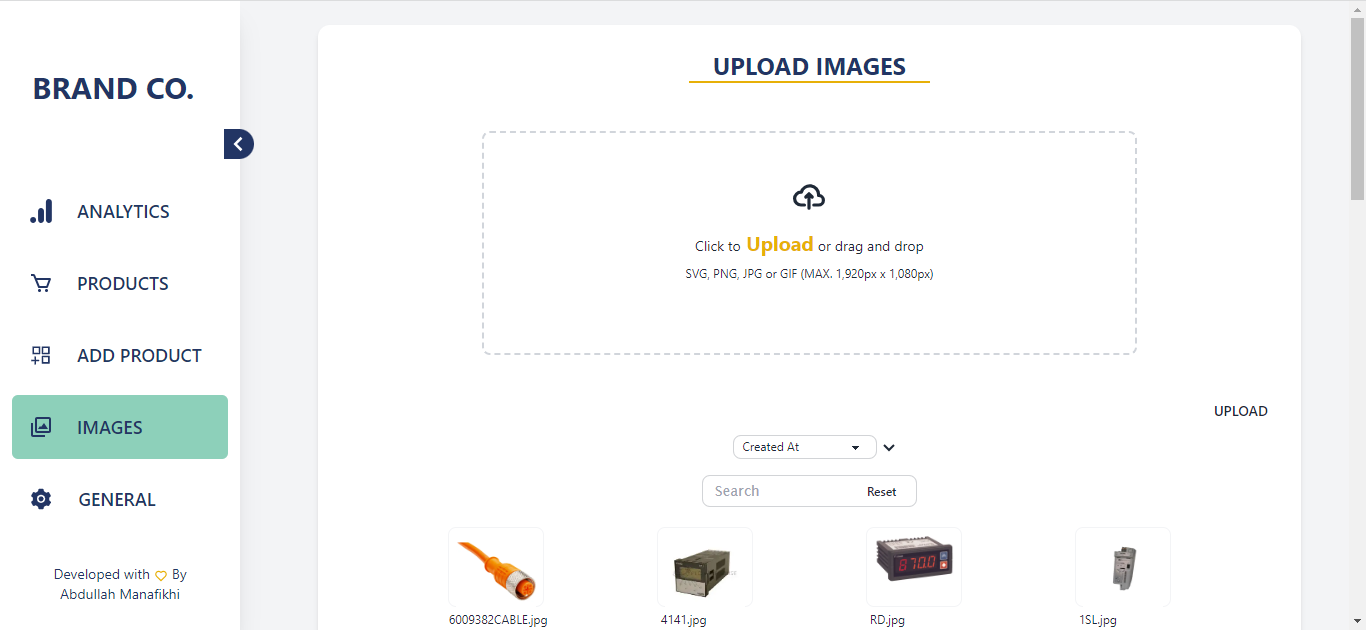 BRAND CO.
ANALYTICS
PRODUCTS
ADD PRODUCT
IMAGES
GENERAL
Developed with By
Abdullah Manafikhi
UPLOAD IMAGES
Click to Upload or drag and drop
SVG, PNG, JPG or GIF (MAX. 1,920px x 1,080px)
UPLOAD
Created At
Search Reset
870.0
6009382CABLE.jpg 4141.jpg RD.jpg 1SL.jpg